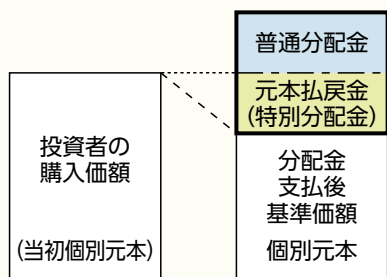 普通分配金
元本払戻金
(特別分配金)
投資者の
購入価額
(当初個別元本)
分配金
支払後
基準価額
個別元本